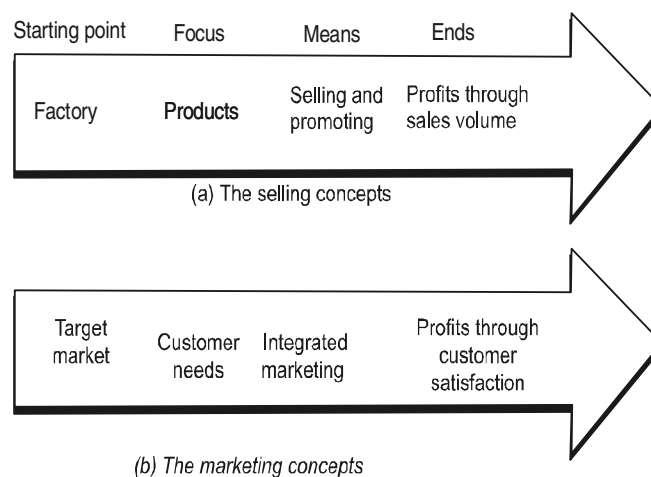 Starting point Focus Means Ends
Factory Products Selling and promoting Profits through sales volume
(a) The selling concepts
Target market Customer needs Integrated marketing Profits through customer satisfaction
(b) The marketing concepts